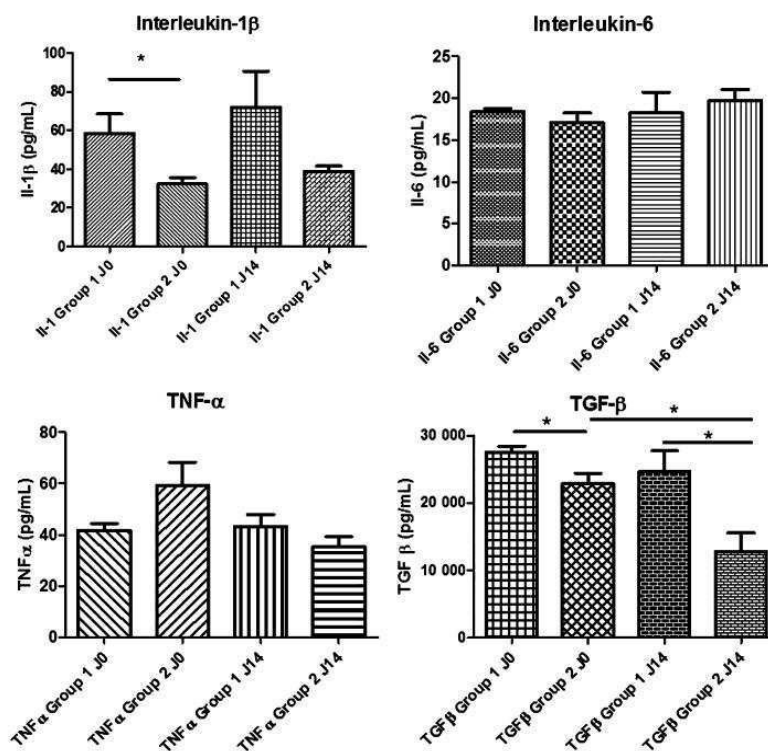 Interleukin-1β
*
Il-1β (pg/mL)
100
80
60
40
20
0
Il-1 Group 1 J0
Il-1 Group 2 J0
Il-1 Group 1 J14
Il-1 Group 2 J14
Interleukin-6
Il-6 (pg/mL)
25
20
15
10
5
0
Il-6 Group 1 J0
Il-6 Group 2 J0
Il-6 Group 1 J14
Il-6 Group 2 J14
TNF-α
TNFα (pg/mL)
80
60
40
20
0
TNFα Group 1 J0
TNFα Group 2 J0
TNFα Group 1 J14
TNFα Group 2 J14
TGF-β
*
*
*
TGF β (pg/mL)
30 000
20 000
10 000
0
TGFβ Group 1 J0
TGFβ Group 2 J0
TGFβ Group 1 J14
TGFβ Group 2 J14